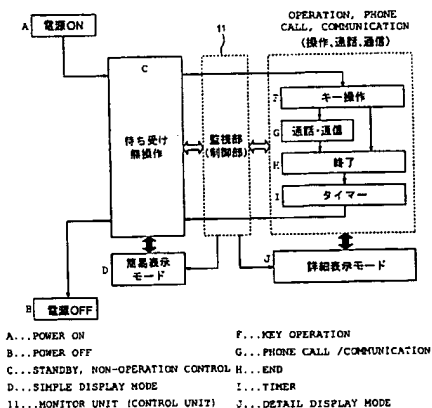 OPERATION, PHONE
CALL, COMMUNICATION
(操作、通話、通信)
11
A
電源ON
C
待ち受け
無操作
監視部
(制御部)
F
キー操作
G
通話・通信
H
終了
I
タイマー
D
簡易表示
モード
J
詳細表示モード
B
電源OFF
A...POWER ON
B...POWER OFF
C...STANDBY, NON-OPERATION CONTROL
D...SIMPLE DISPLAY MODE
11...MONITOR UNIT (CONTROL UNIT)
F...KEY OPERATION
G...PHONE CALL /COMMUNICATION
H...END
I...TIMER
J...DETAIL DISPLAY MODE